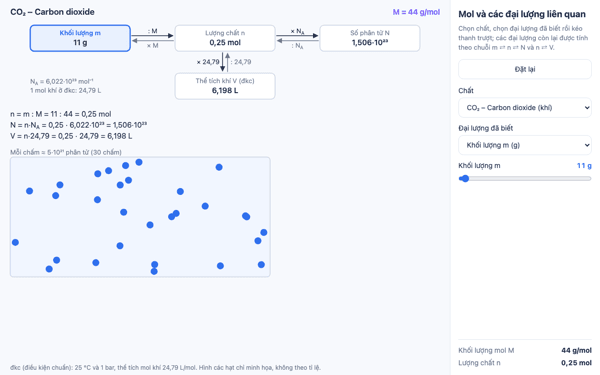 CO₂ – Carbon dioxide
M = 44 g/mol
Khối lượng m
11 g
: M
× M
Lượng chất n
0,25 mol
× Nₐ
: Nₐ
Số phân tử N
1,506·10²³
× 24,79
: 24,79
Thể tích khí V (đkc)
6,198 L
Nₐ = 6,022·10²³ mol⁻¹
1 mol khí ở đkc: 24,79 L
n = m : M = 11 : 44 = 0,25 mol
N = n·Nₐ = 0,25 · 6,022·10²³ = 1,506·10²³
V = n·24,79 = 0,25 · 24,79 = 6,198 L
Mỗi chấm = 5·10²¹ phân tử (30 chấm)
đkc (điều kiện chuẩn): 25 °C và 1 bar, thể tích mol khí 24,79 L/mol. Hình các hạt chỉ minh họa, không theo tỉ lệ.
Mol và các đại lượng liên quan
Chọn chất, chọn đại lượng đã biết rồi kéo
thanh trượt; các đại lượng còn lại được tính
theo chuỗi m ⇌ n ⇌ N và n ⇌ V.
Đặt lại
Chất
CO₂ – Carbon dioxide (khí)
Đại lượng đã biết
Khối lượng m (g)
Khối lượng m
11 g
Khối lượng mol M
44 g/mol
Lượng chất n
0,25 mol